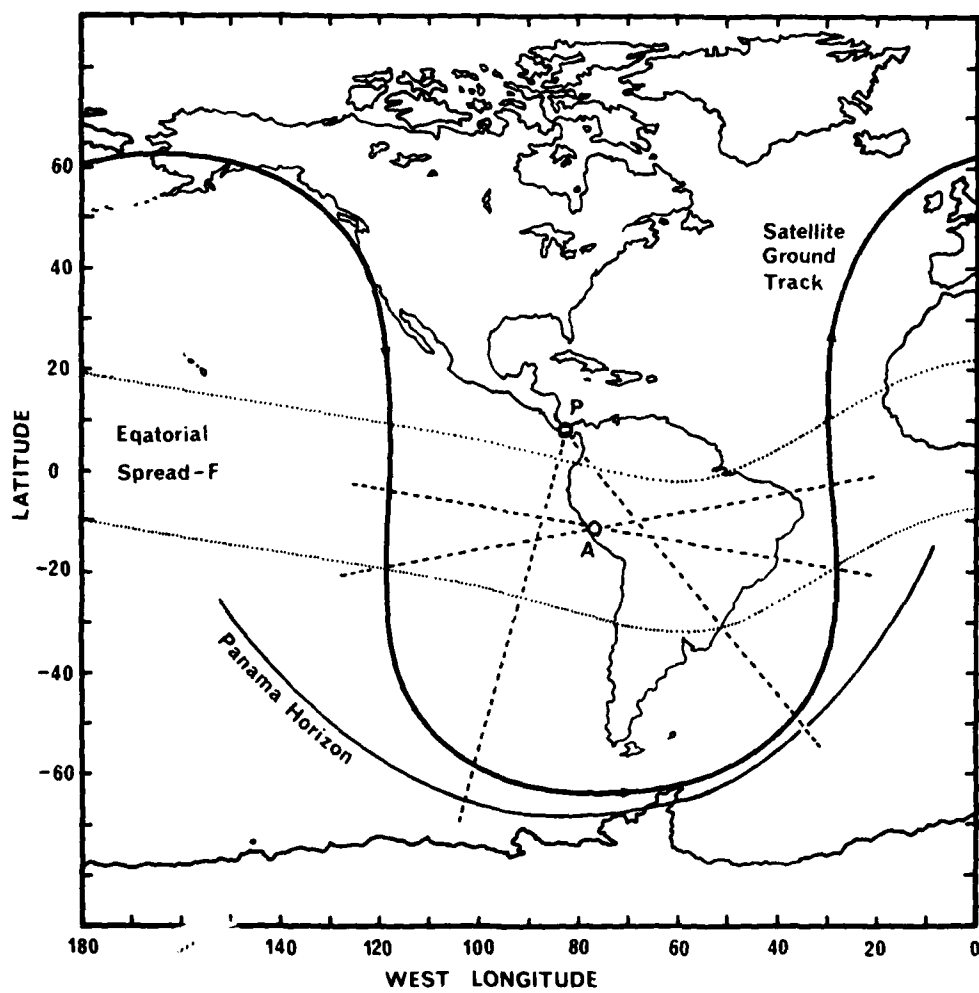 60
40
20
0
-20
-40
-60
LATITUDE
Satellite
Ground
Track
P
Eqatorial
Spread-F
A
Panama Horizon
180
140
120
100
80
60
40
20
0
WEST LONGITUDE